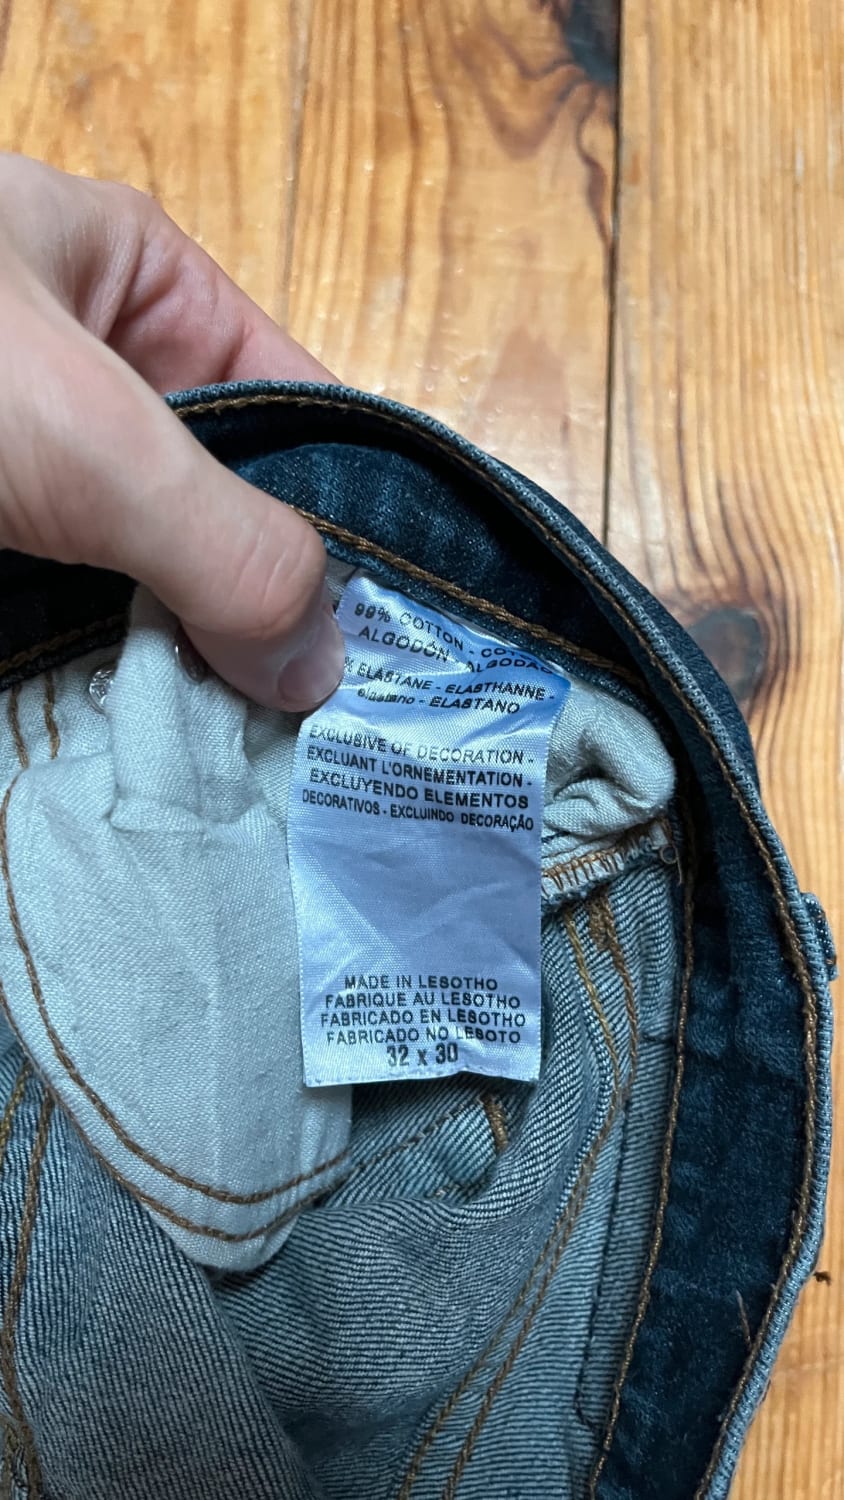 99% COTTON - 
ALGODÓN - ALGODÃO
% ELASTANE - ELASTHANNE -
elastano - ELASTANO
EXCLUSIVE OF DECORATION -
EXCLUANT L'ORNEMENTATION -
EXCLUYENDO ELEMENTOS
DECORATIVOS - EXCLUINDO DECORAÇÃO
MADE IN LESOTHO
FABRIQUE AU LESOTHO
FABRICADO EN LESOTHO
FABRICADO NO LESOTO
32 x 30